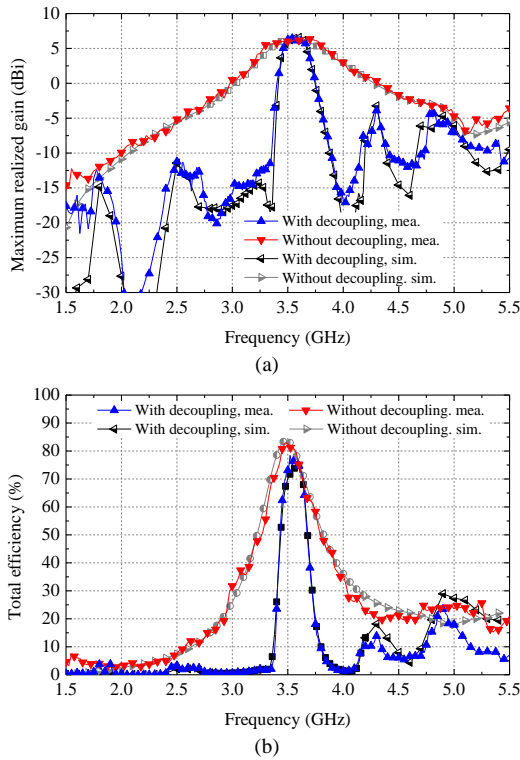 (a)
10
5
0
-5
-10
-15
-20
-25
-30
Maximum realized gain (dBi)
With decoupling, mea.
Without decoupling, mea.
With decoupling, sim.
Without decoupling. sim.
1.5 2.0 2.5 3.0 3.5 4.0 4.5 5.0 5.5
Frequency (GHz)
(a)
100
90
80
70
60
50
40
30
20
10
0
Total efficiency (%)
With decoupling, mea.
Without decoupling. mea.
With decoupling, sim.
Without decoupling. sim.
1.5 2.0 2.5 3.0 3.5 4.0 4.5 5.0 5.5
Frequency (GHz)
(b)